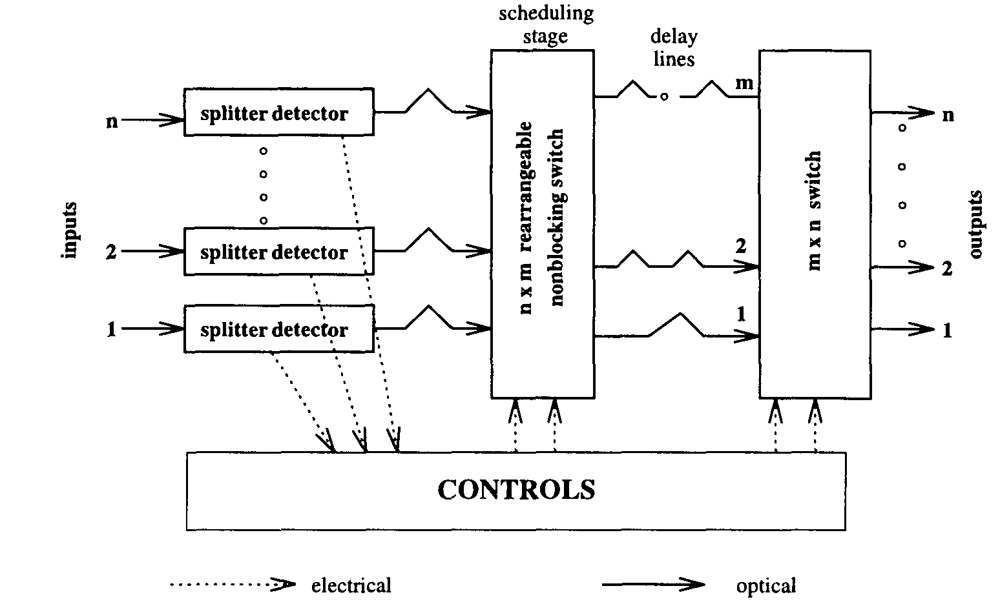 scheduling
stage
delay
lines
m
n
splitter detector
n
inputs
2
splitter detector
1
splitter detector
n x m rearrangeable
nonblocking switch
2
1
m x n switch
2
1
outputs
CONTROLS
electrical
optical